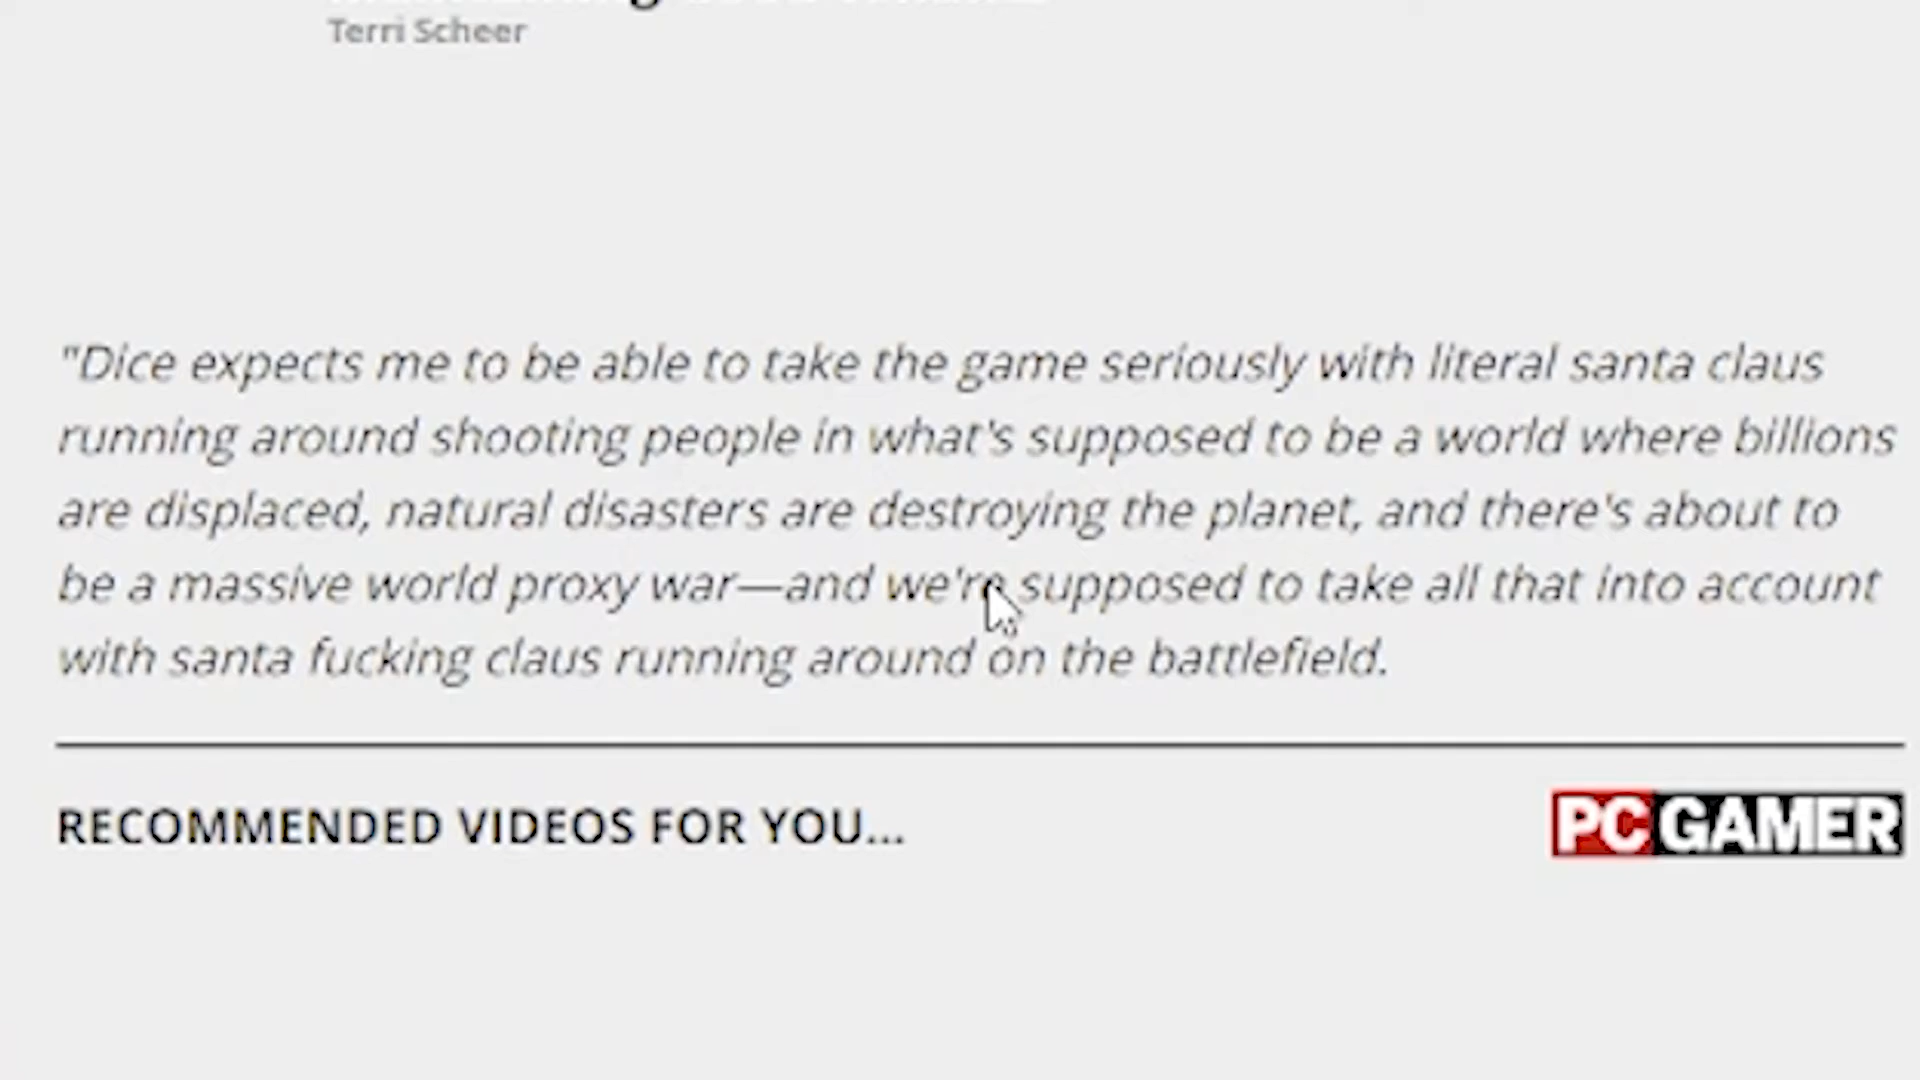 Terri Scheer
"Dice expects me to be able to take the game seriously with literal santa claus
running around shooting people in what's supposed to be a world where billions
are displaced, natural disasters are destroying the planet, and there's about to
be a massive world proxy war—and we're supposed to take all that into account
with santa fucking claus running around on the battlefield.
RECOMMENDED VIDEOS FOR YOU...
PC GAMER